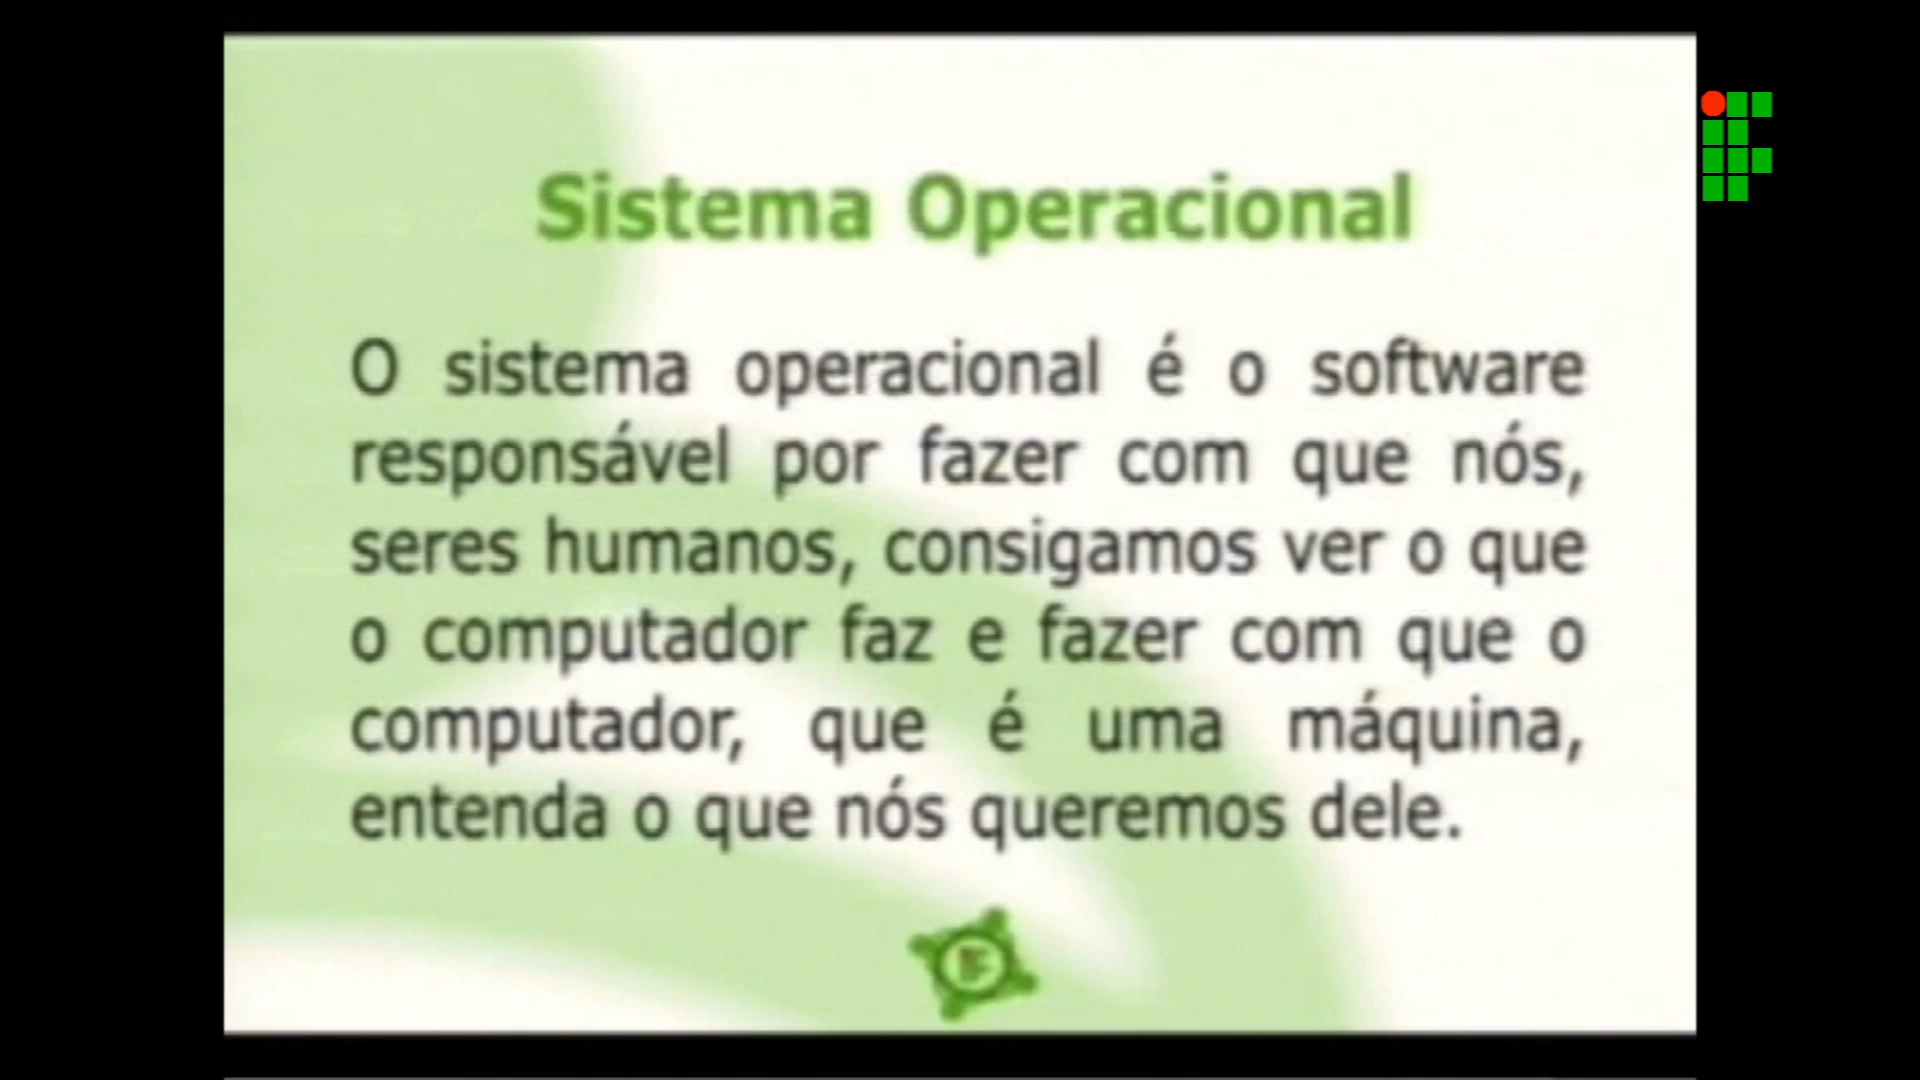 Sistema Operacional
O sistema operacional é o software
responsável por fazer com que nós,
seres humanos, consigamos ver o que
o computador faz e fazer com que o
computador, que é uma máquina,
entenda o que nós queremos dele.
IF